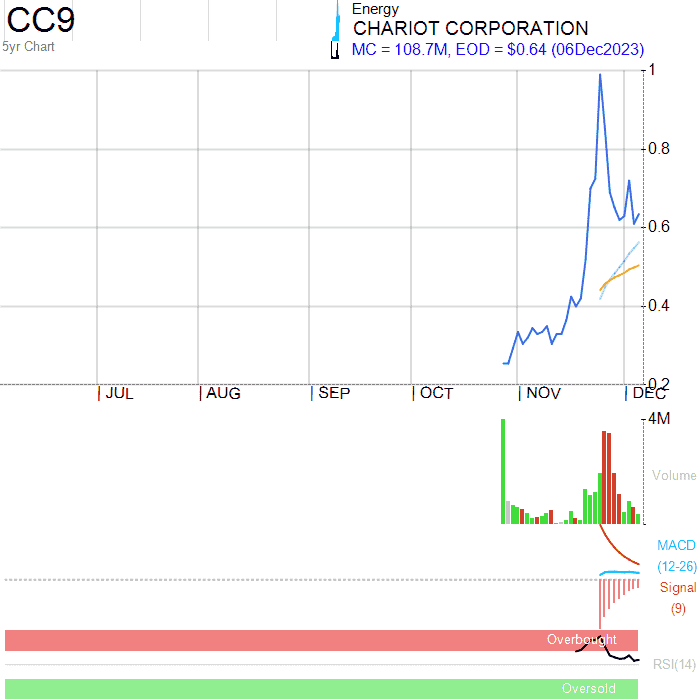 CC9
5yr Chart
Energy
CHARIOT CORPORATION
MC = 108.7M, EOD = $0.64 (06Dec2023)
1
0.8
0.6
0.4
0.2
JUL AUG SEP OCT NOV DEC
4M
Volume
MACD
(12-26)
Signal
(9)
Overbought
RSI(14)
Oversold